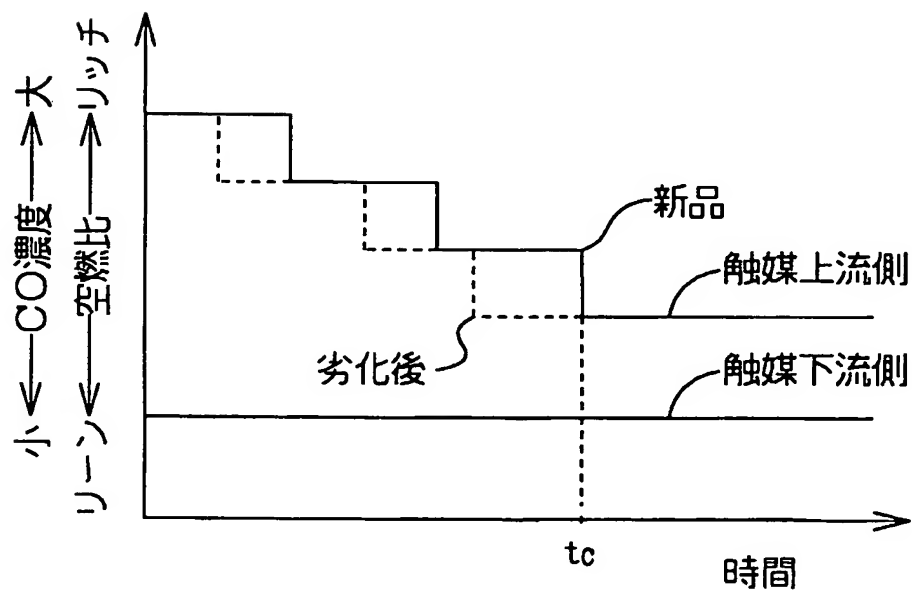 大←CO濃度→小
リッチ←空燃比→リーン
新品
触媒上流側
劣化後
触媒下流側
tc
時間